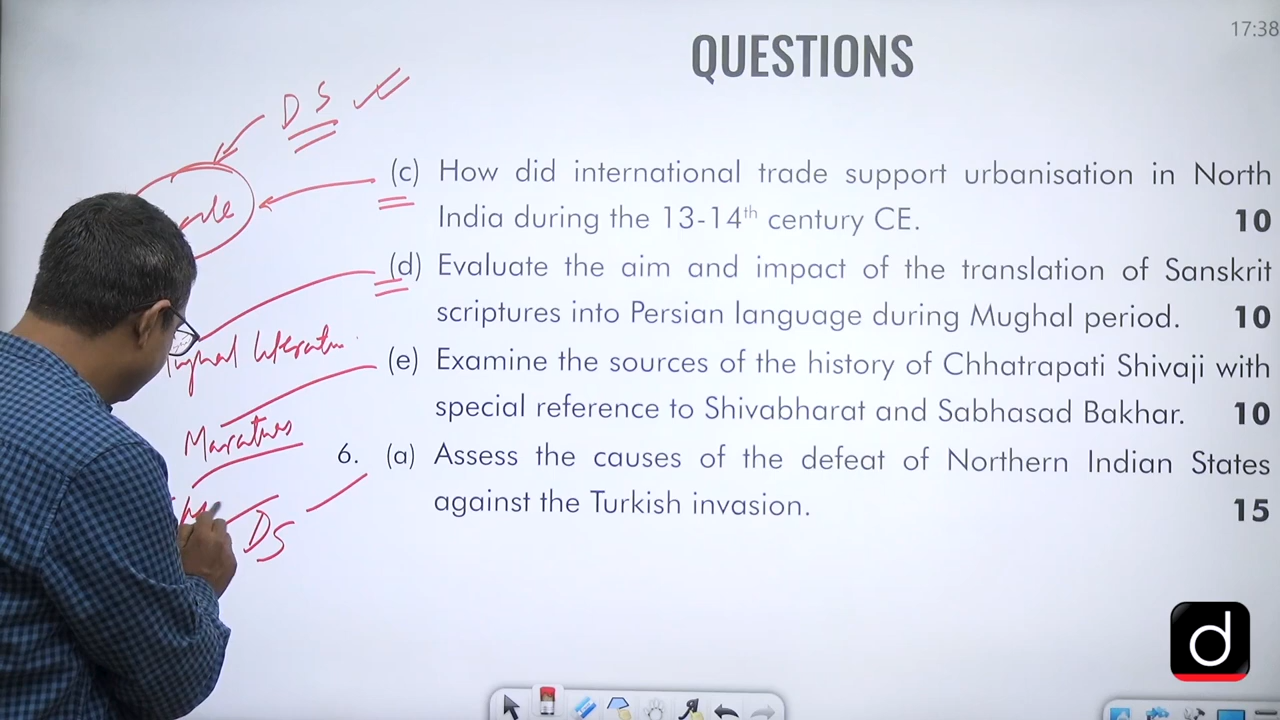 17:38
QUESTIONS
DS
(c) How did international trade support urbanisation in North
India during the 13-14th century CE. 10
(d) Evaluate the aim and impact of the translation of Sanskrit
scriptures into Persian language during Mughal period. 10
(e) Examine the sources of the history of Chhatrapati Shivaji with
special reference to Shivabharat and Sabhasad Bakhar. 10
Marathas
6. (a) Assess the causes of the defeat of Northern Indian States
against the Turkish invasion. 15
DS
d